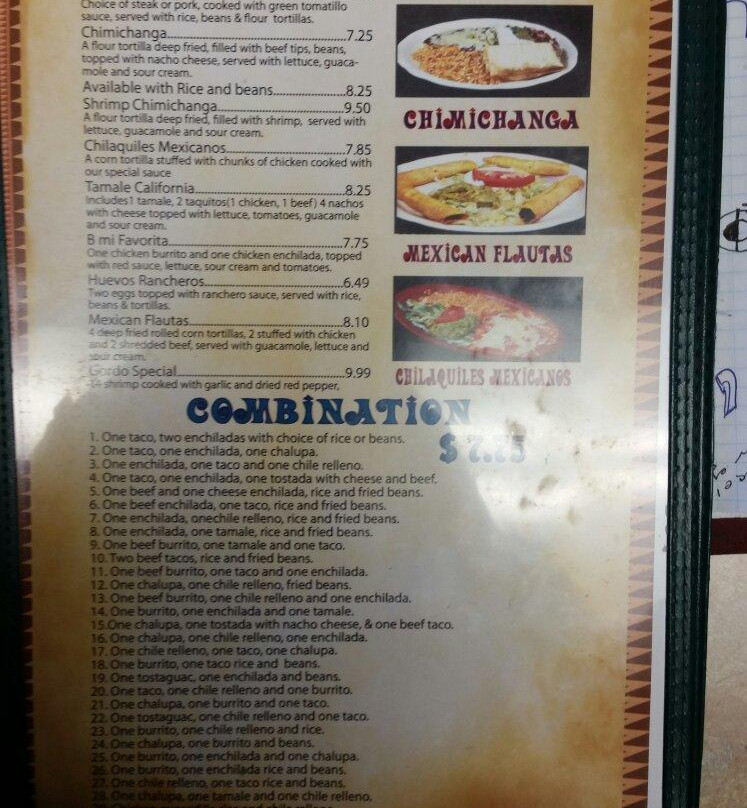 Choice of steak or pork, cooked with green tomatillo
sauce, served with rice, beans & flour tortillas.
Chimichanga 7.25
A flour tortilla deep fried, filled with beef tips, beans,
topped with nacho cheese, served with lettuce, guaca-
mole and sour cream.
Available with Rice and beans 8.25
Shrimp Chimichanga 9.50
A flour tortilla deep fried, filled with shrimp, served with
lettuce, guacamole and sour cream.
Chilaquiles Mexicanos 7.85
A corn tortilla stuffed with chunks of chicken cooked with
our special sauce
Tamale California 8.25
Includes1 tamale, 2 taquitos(1 chicken, 1 beef) 4 nachos
with cheese topped with lettuce, tomatoes, guacamole
and sour cream.
B mi Favorita 7.75
One chicken burrito and one chicken enchilada, topped
with red sauce, lettuce, sour cream and tomatoes.
Huevos Rancheros 6.49
Two eggs topped with ranchero sauce, served with rice,
beans & tortillas.
Mexican Flautas 8.10
4 deep fried rolled corn tortillas, 2 stuffed with chicken
and 2 shredded beef, served with guacamole, lettuce and
sour cream.
Gordo Special 9.99
14 shrimp cooked with garlic and dried red pepper,
CHIMICHANGA
MEXICAN FLAUTAS
CHILAQUILES MEXICANOS
COMBINATION
$ 7.75
1. One taco, two enchiladas with choice of rice or beans.
2. One taco, one enchilada, one chalupa.
3. One enchilada, one taco and one chile relleno.
4. One taco, one enchilada, one tostada with cheese and beef.
5. One beef and one cheese enchilada, rice and fried beans.
6. One beef enchilada, one taco, rice and fried beans.
7. One enchilada, onechile relleno, rice and fried beans.
8. One enchilada, one tamale, rice and fried beans.
9. One beef burrito, one tamale and one taco.
10. Two beef tacos, rice and fried beans.
11. One beef burrito, one taco and one enchilada.
12. One chalupa, one chile relleno, fried beans.
13. One beef burrito, one chile relleno and one enchilada.
14. One burrito, one enchilada and one tamale.
15.One chalupa, one tostada with nacho cheese, & one beef taco.
16. One chalupa, one chile relleno, one enchilada.
17. One chile relleno, one taco, one chalupa.
18. One burrito, one taco rice and beans.
19. One tostaguac, one enchilada and beans.
20. One taco, one chile relleno and one burrito.
21. One chalupa, one burrito and one taco.
22. One tostaguac, one chile relleno and one taco.
23. One burrito, one chile relleno and rice.
24. One chalupa, one burrito and beans.
25. One burrito, one enchilada and one chalupa.
26. One burrito, one enchilada rice and beans.
27. One chile relleno, one taco rice and beans.
28. One chalupa, one tamale and one chile relleno.